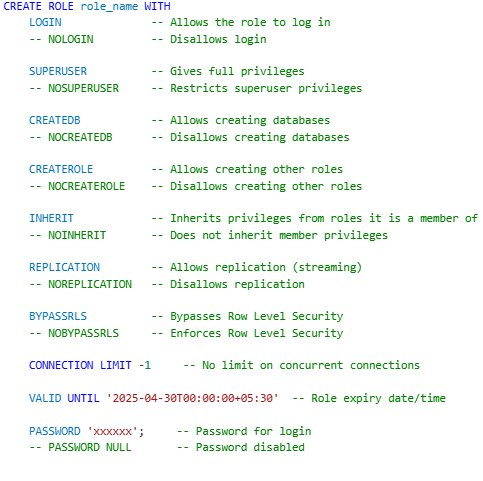 CREATE ROLE role_name WITH
    LOGIN              -- Allows the role to log in
    -- NOLOGIN         -- Disallows login

    SUPERUSER          -- Gives full privileges
    -- NOSUPERUSER     -- Restricts superuser privileges

    CREATEDB           -- Allows creating databases
    -- NOCREATEDB      -- Disallows creating databases

    CREATEROLE         -- Allows creating other roles
    -- NOCREATEROLE    -- Disallows creating other roles

    INHERIT            -- Inherits privileges from roles it is a member of
    -- NOINHERIT       -- Does not inherit member privileges

    REPLICATION        -- Allows replication (streaming)
    -- NOREPLICATION   -- Disallows replication

    BYPASSRLS          -- Bypasses Row Level Security
    -- NOBYPASSRLS     -- Enforces Row Level Security

    CONNECTION LIMIT -1     -- No limit on concurrent connections

    VALID UNTIL '2025-04-30T00:00:00+05:30'  -- Role expiry date/time

    PASSWORD 'xxxxxx';     -- Password for login
    -- PASSWORD NULL       -- Password disabled